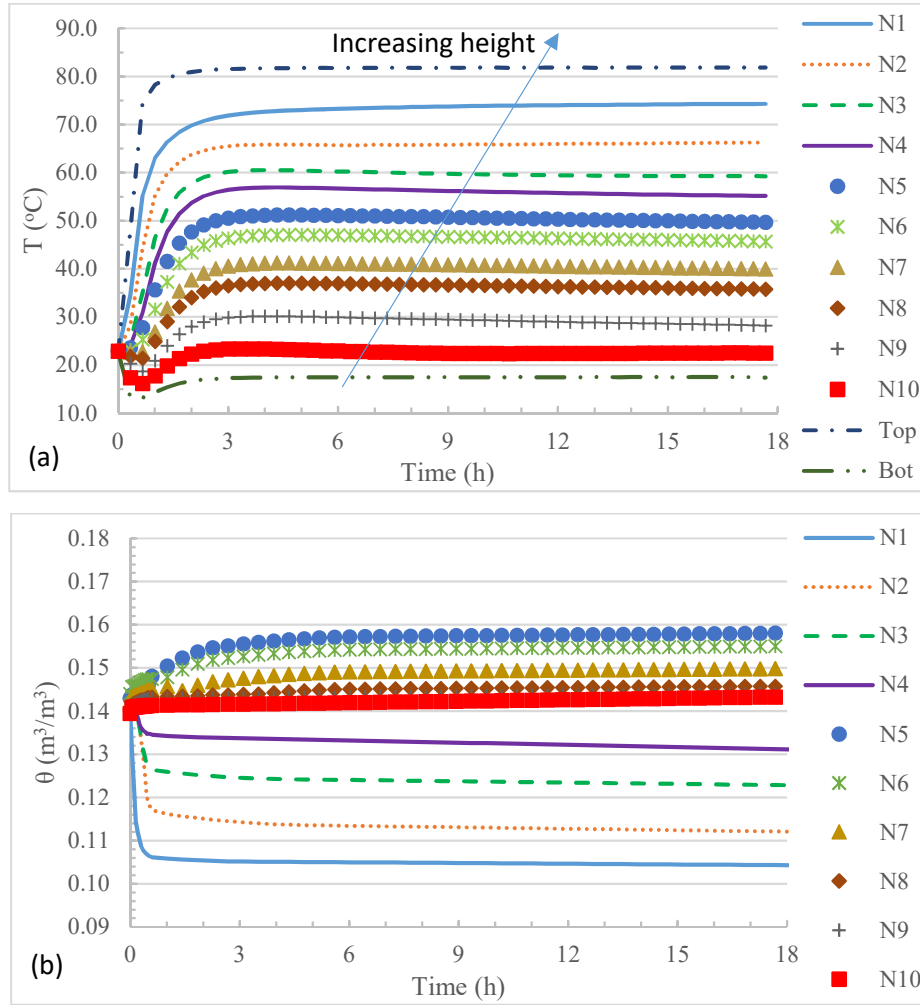 90.0
80.0
70.0
60.0
50.0
40.0
30.0
20.0
10.0
T (°C)
Increasing height
0 3 6 9 12 15 18
Time (h)
(a)
N1
N2
N3
N4
N5
N6
N7
N8
N9
N10
Top
Bot
0.18
0.17
0.16
0.15
0.14
0.13
0.12
0.11
0.10
0.09
θ (m³/m³)
0 3 6 9 12 15 18
Time (h)
(b)
N1
N2
N3
N4
N5
N6
N7
N8
N9
N10